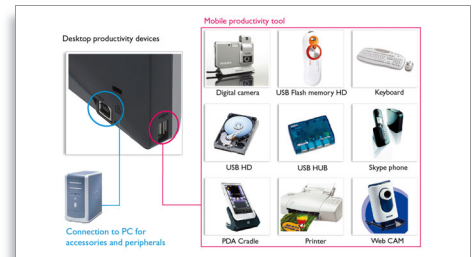 Mobile productivity tool
Desktop productivity devices
Digital camera
USB Flash memory HD
Keyboard
USB HD
USB HUB
Skype phone
Connection to PC for
accessories and peripherals
PDA Cradle
Printer
Web CAM